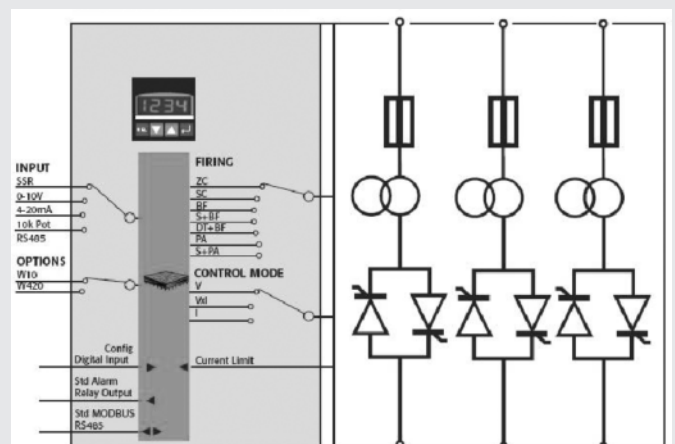 1234
INPUT
SSR
0-10V
4-20mA
10k Pot
RS485
OPTIONS
W10
W420
FIRING
ZC
SC
BF
S+BF
DT+BF
PA
S+PA
CONTROL MODE
V
VxI
I
Config
Digital Input
Current Limit
Std Alarm
Relay Output
Std MODBUS
RS485